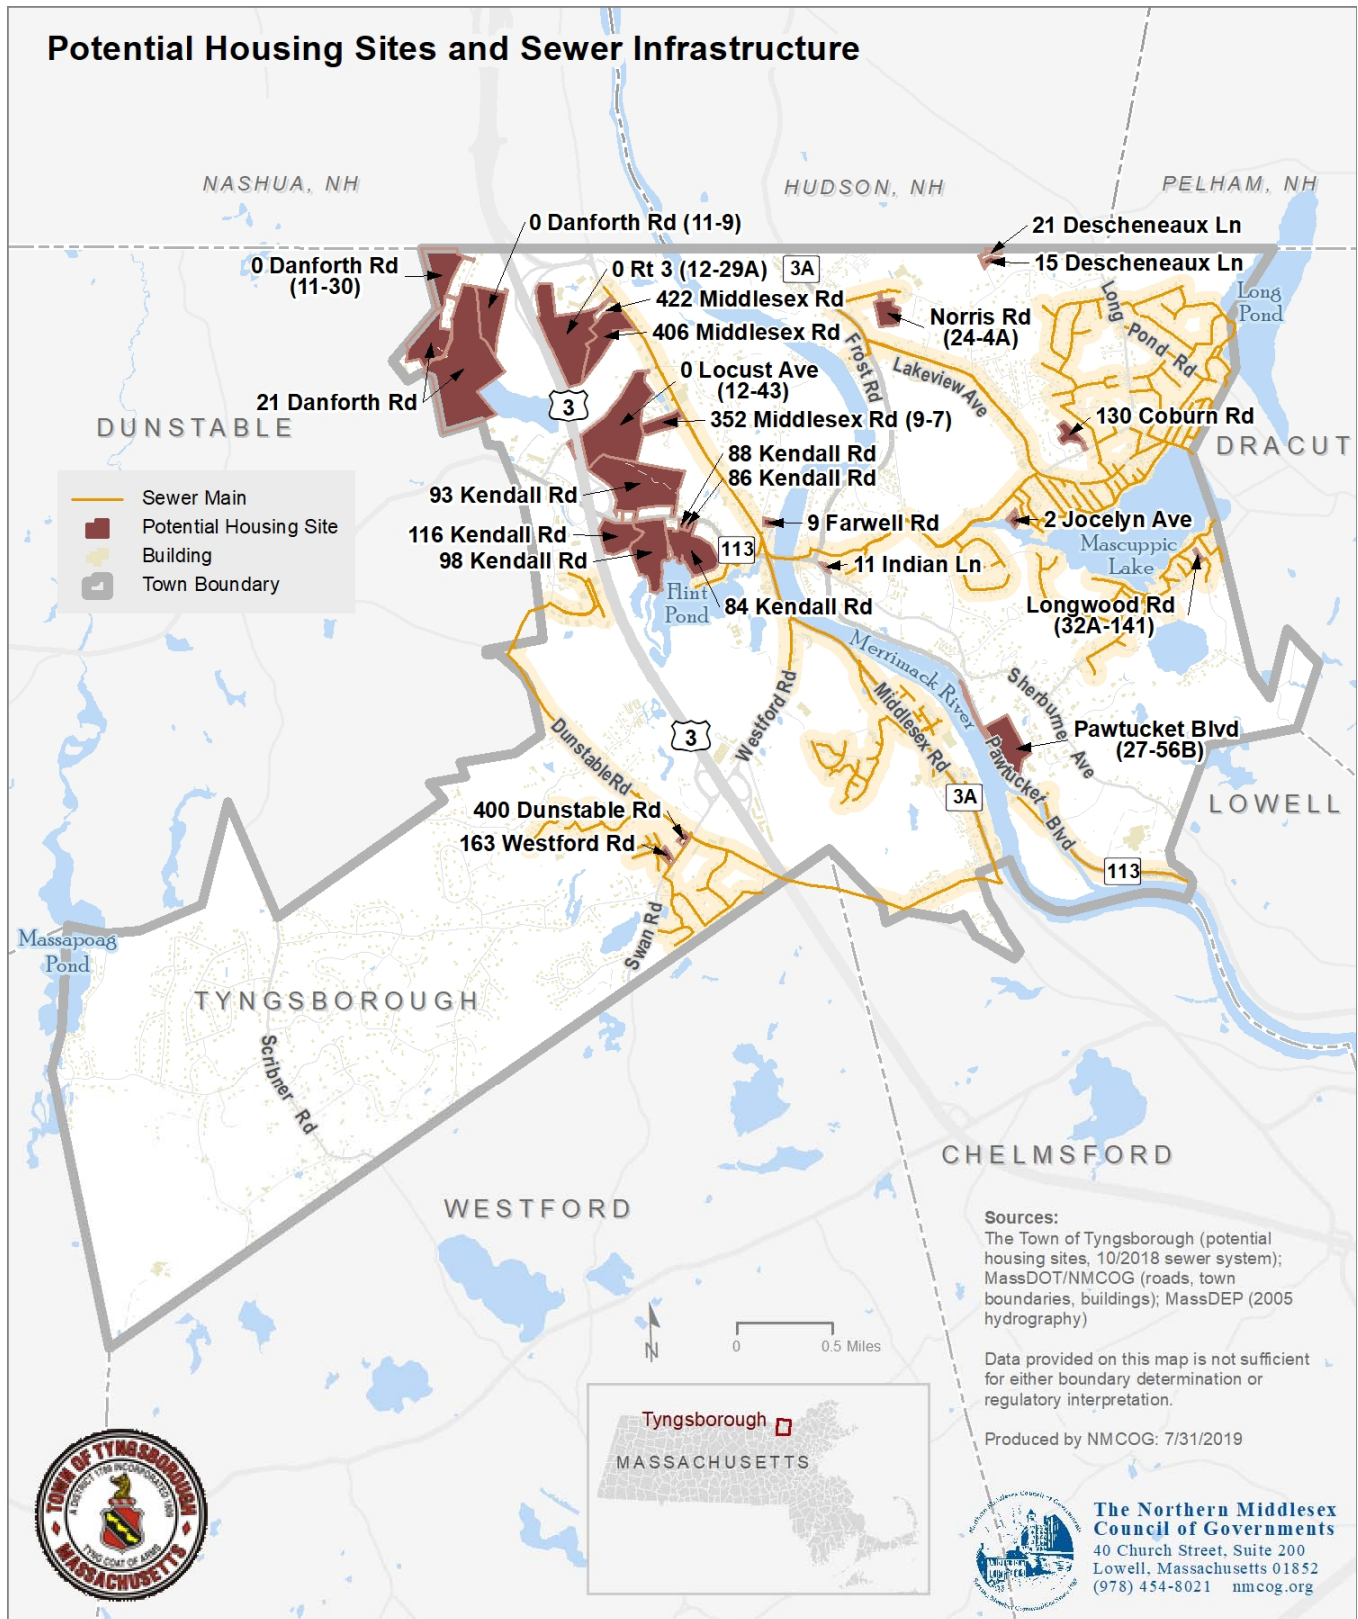 Potential Housing Sites and Sewer Infrastructure
NASHUA, NH
HUDSON, NH
PELHAM, NH
0 Danforth Rd (11-9)
21 Descheneaux Ln
0 Danforth Rd
(11-30)
0 Rt 3 (12-29A)
3A
15 Descheneaux Ln
422 Middlesex Rd
Long
Pond
Norris Rd
(24-4A)
406 Middlesex Rd
Long Pond Rd
Frost Rd
0 Locust Ave
(12-43)
Lakeview Ave
21 Danforth Rd
3
352 Middlesex Rd (9-7)
130 Coburn Rd
DUNSTABLE
DRACUT
88 Kendall Rd
86 Kendall Rd
93 Kendall Rd
Sewer Main
Potential Housing Site
Building
Town Boundary
116 Kendall Rd
98 Kendall Rd
113
9 Farwell Rd
2 Jocelyn Ave
Mascuppic
Lake
11 Indian Ln
Flint
Pond
84 Kendall Rd
Longwood Rd
(32A-141)
Merrimack River
Sherburne Ave
Westford Rd
Middlesex Rd
Dunstable Rd
3
Pawtucket Blvd
(27-56B)
Pawtucket Blvd
3A
LOWELL
400 Dunstable Rd
163 Westford Rd
113
Swan Rd
Massapoag
Pond
TYNGSBOROUGH
Scribner Rd
CHELMSFORD
WESTFORD
Sources:
The Town of Tyngsborough (potential
housing sites, 10/2018 sewer system);
MassDOT/NMCOG (roads, town
boundaries, buildings); MassDEP (2005
hydrography)
N
0 0.5 Miles
Data provided on this map is not sufficient
for either boundary determination or
regulatory interpretation.
Produced by NMCOG: 7/31/2019
Tyngsborough
MASSACHUSETTS
TOWN OF TYNGSBOROUGH
A DISTRICT 1789 INCORPORATED 1809
TYNG COAT OF ARMS
MASSACHUSETTS
The Northern Middlesex
Council of Governments
40 Church Street, Suite 200
Lowell, Massachusetts 01852
(978) 454-8021 nmcog.org